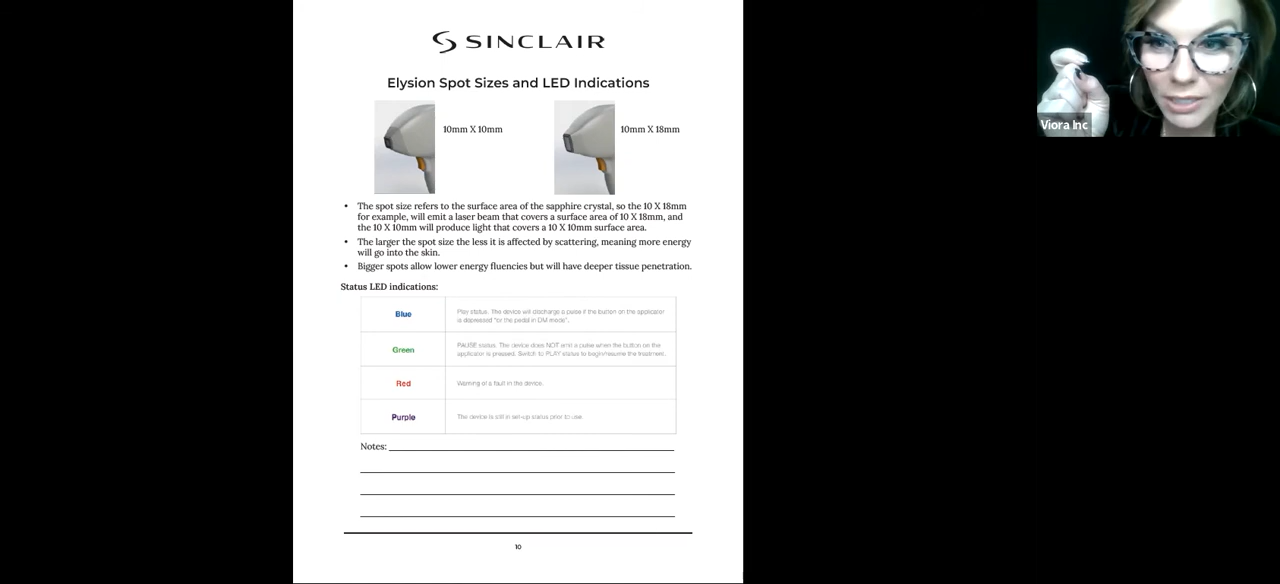 SINCLAIR
Elysion Spot Sizes and LED Indications
10mm X 10mm
10mm X 18mm
• The spot size refers to the surface area of the sapphire crystal, so the 10 X 18mm
for example, will emit a laser beam that covers a surface area of 10 X 18mm, and
the 10 X 10mm will produce light that covers a 10 X 10mm surface area.
• The larger the spot size the less it is affected by scattering, meaning more energy
will go into the skin.
• Bigger spots allow lower energy fluencies but will have deeper tissue penetration.
Status LED indications:
Blue
Play status. The device will discharge a pulse if the button on the applicator
is depressed "or the pedal in DM mode".
Green
PAUSE status. The device does NOT emit a pulse when the button on the
applicator is pressed. Switch to PLAY status to begin/resume the treatment.
Red
Warning of a fault in the device.
Purple
The device is still in set-up status prior to use.
Notes:
10
Viora Inc